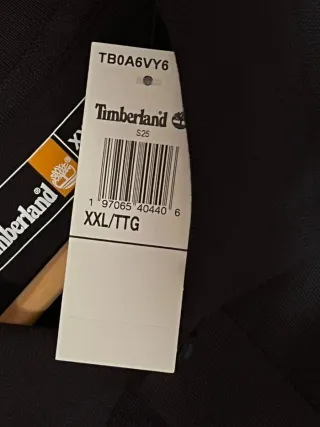 TB0A6VY6
Timberland
S25
1 97065 40440 6
XXL/TTG
Timberland